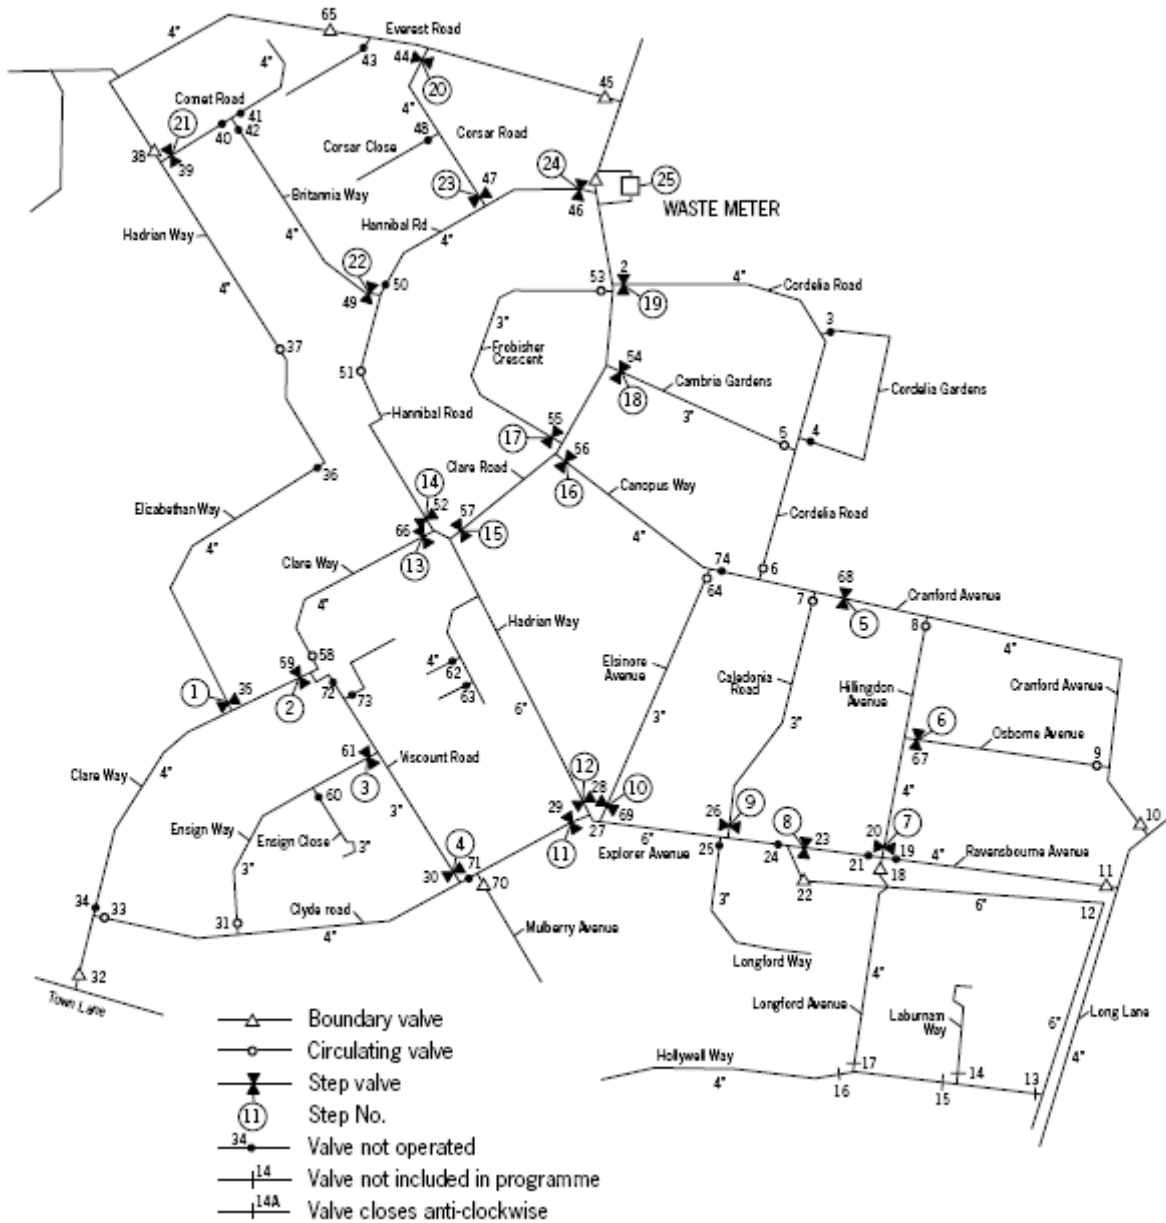 65
Everest Road
4"
44
43
4"
20
45
Comet Road
21
41
40
42
4"
48
Corsar Road
Corsar Close
38
39
24
47
23
25
46
WASTE METER
Britannia Way
Hannibal Rd
4"
Hadrian Way
4"
22
50
49
53
2
4"
Cordelia Road
19
4"
3"
3
37
Frobisher
Crescent
54
51
Cambria Gardens
Cordelia Gardens
18
3"
Hannibal Road
55
5
4
17
56
36
Clare Road
14
16
Canopus Way
52
57
Elizabethan Way
66
15
Cordelia Road
13
4"
4"
74
Clare Way
6
68
64
7
Cranford Avenue
4"
5
8
Hadrian Way
58
59
4"
4"
Elsinore
Avenue
Caledonia
Road
Hillingdon
Avenue
Cranford Avenue
1
35
62
72
73
63
2
6"
6
Osborne Avenue
3"
3"
61
67
9
Viscount Road
Clare Way
4"
12
28
10
4"
3
60
3"
29
69
26
9
10
Ensign Way
8
23
20
7
Ensign Close
3"
27
6"
11
4
Explorer Avenue
25
24
21
19
4"
Ravensbourne Avenue
3"
71
30
18
11
70
22
3"
34
33
6"
12
31
Clyde road
4"
Mulberry Avenue
Longford Way
32
4"
Town Lane
Longford Avenue
Laburnam
Way
6"
Long Lane
4"
Hollywell Way
17
4"
16
14
15
13
Boundary valve
Circulating valve
Step valve
11 Step No.
34 Valve not operated
14 Valve not included in programme
14A Valve closes anti-clockwise